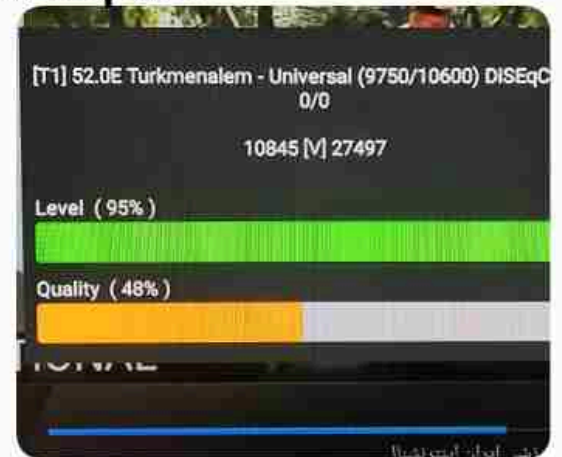 [T1] 52.0E Turkmenalem - Universal (9750/10600) DiSEqC
0/0
10845 [V] 27497
Level ( 95% )
Quality ( 48% )